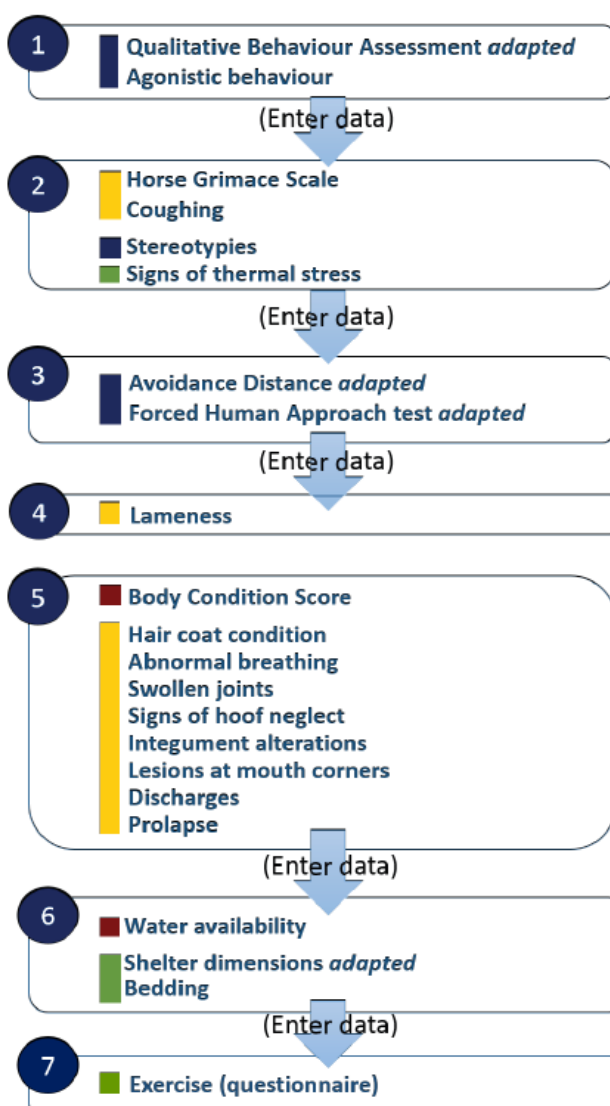 1
Qualitative Behaviour Assessment adapted
Agonistic behaviour
(Enter data)
2
Horse Grimace Scale
Coughing
Stereotypies
Signs of thermal stress
(Enter data)
3
Avoidance Distance adapted
Forced Human Approach test adapted
(Enter data)
4
Lameness
5
Body Condition Score
Hair coat condition
Abnormal breathing
Swollen joints
Signs of hoof neglect
Integument alterations
Lesions at mouth corners
Discharges
Prolapse
(Enter data)
6
Water availability
Shelter dimensions adapted
Bedding
(Enter data)
7
Exercise (questionnaire)